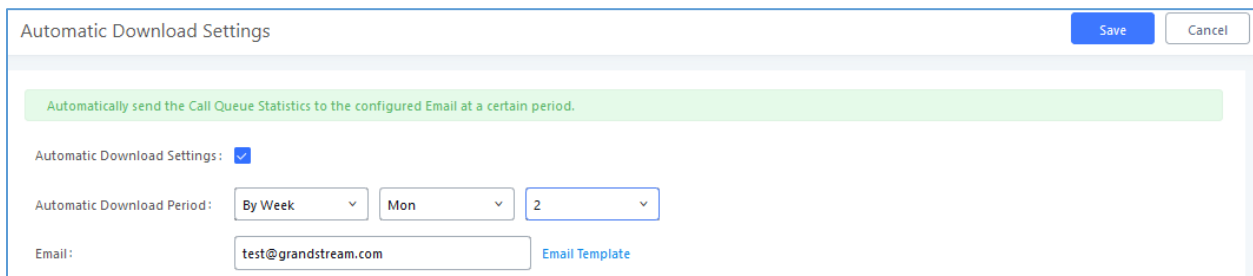 Automatic Download Settings Save Cancel
Automatically send the Call Queue Statistics to the configured Email at a certain period.
Automatic Download Settings:
Automatic Download Period: By Week Mon 2
Email: test@grandstream.com Email Template